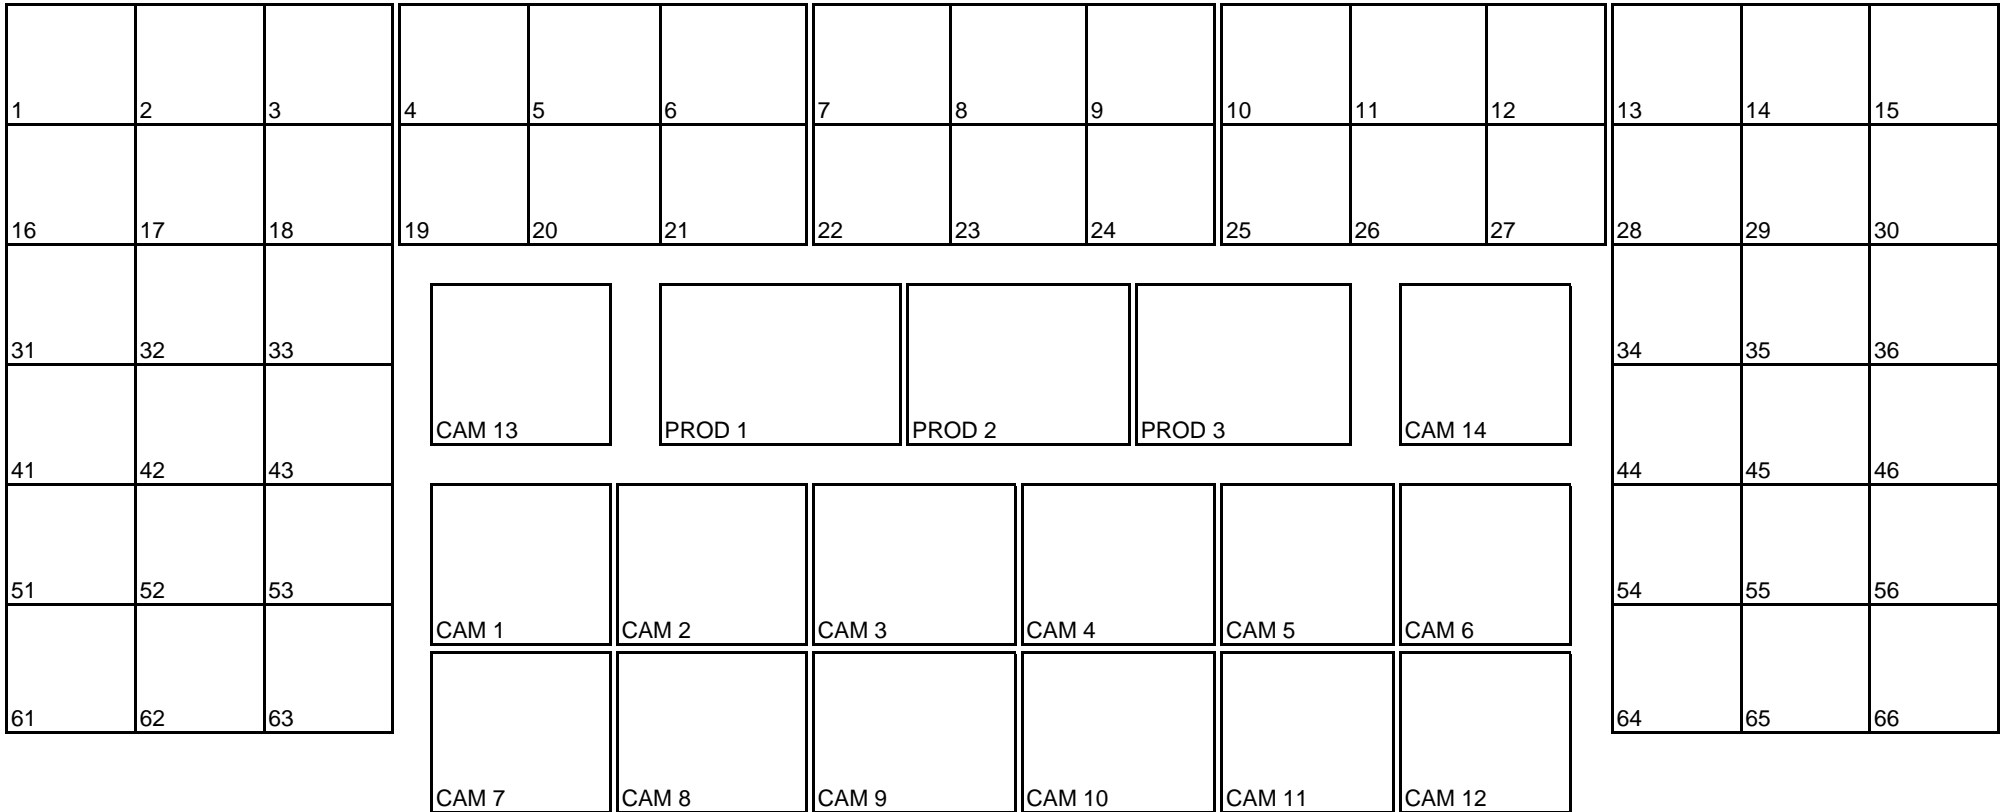 1 2 3 4 5 6 7 8 9 10 11 12 13 14 15
16 17 18 19 20 21 22 23 24 25 26 27 28 29 30
31 32 33 34 35 36
CAM 13 PROD 1 PROD 2 PROD 3 CAM 14
41 42 43 44 45 46
51 52 53 54 55 56
CAM 1 CAM 2 CAM 3 CAM 4 CAM 5 CAM 6
61 62 63 64 65 66
CAM 7 CAM 8 CAM 9 CAM 10 CAM 11 CAM 12